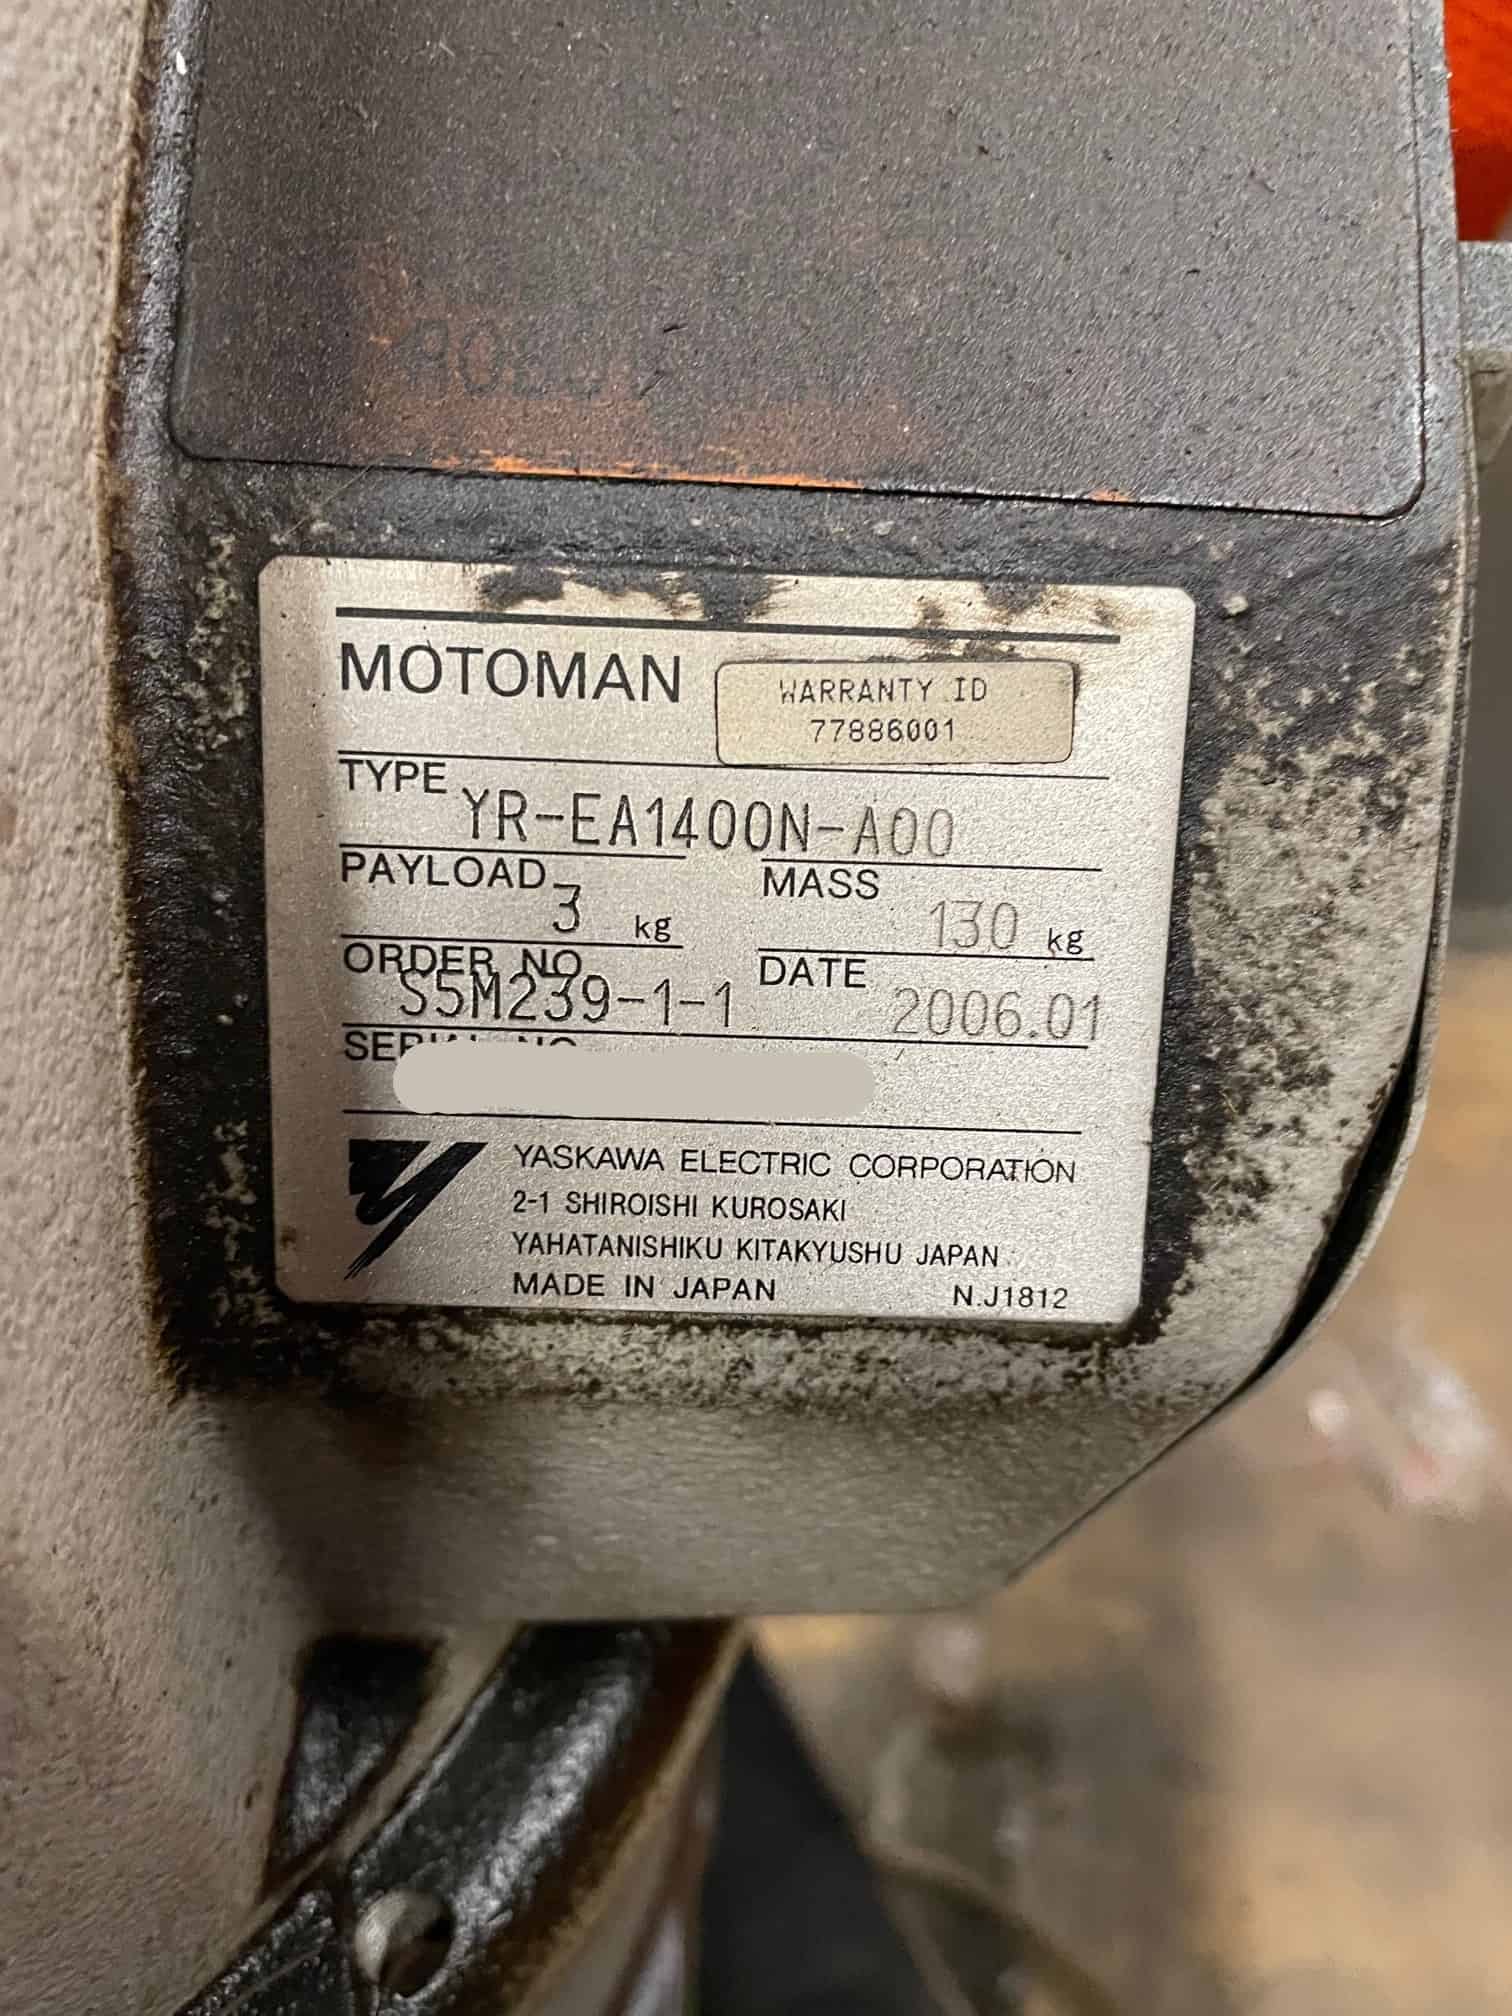 MOTOMAN
WARRANTY ID
77886001
TYPE YR-EA1400N-A00
PAYLOAD 3 kg
MASS 130 kg
ORDER NO. S5M239-1-1
DATE 2006.01
YASKAWA ELECTRIC CORPORATION
2-1 SHIROISHI KUROSAKI
YAHATANISHIKU KITAKYUSHU JAPAN
MADE IN JAPAN N.J1812